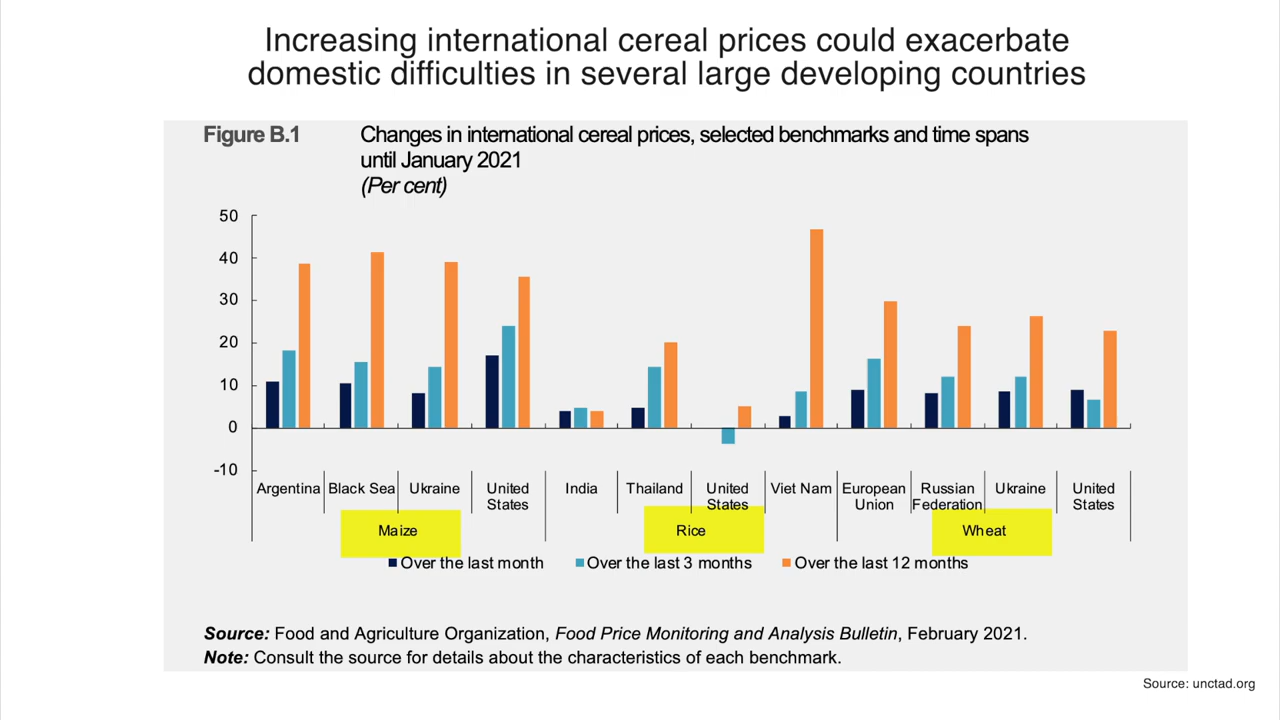 Increasing international cereal prices could exacerbate
domestic difficulties in several large developing countries
Figure B.1
Changes in international cereal prices, selected benchmarks and time spans
until January 2021
(Per cent)
50
40
30
20
10
0
-10
Argentina
Black Sea
Ukraine
United
States
India
Thailand
United
States
Viet Nam
European
Union
Russian
Federation
Ukraine
United
States
Maize
Rice
Wheat
Over the last month
Over the last 3 months
Over the last 12 months
Source: Food and Agriculture Organization, Food Price Monitoring and Analysis Bulletin, February 2021.
Note: Consult the source for details about the characteristics of each benchmark.
Source: unctad.org